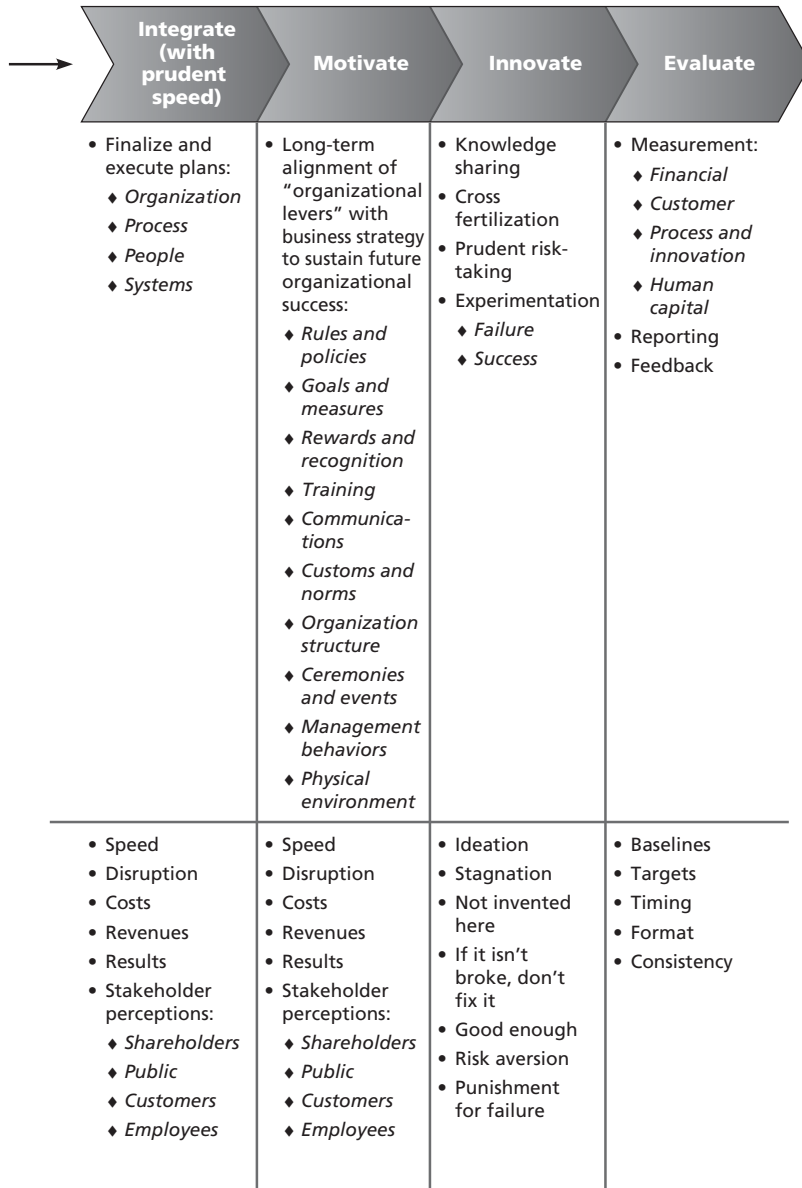 Integrate
(with
prudent
speed)
Motivate
Innovate
Evaluate
• Finalize and
execute plans:
♦ Organization
♦ Process
♦ People
♦ Systems
• Long-term
alignment of
“organizational
levers” with
business strategy
to sustain future
organizational
success:
♦ Rules and
policies
♦ Goals and
measures
♦ Rewards and
recognition
♦ Training
♦ Communica-
tions
♦ Customs and
norms
♦ Organization
structure
♦ Ceremonies
and events
♦ Management
behaviors
♦ Physical
environment
• Knowledge
sharing
• Cross
fertilization
• Prudent risk-
taking
• Experimentation
♦ Failure
♦ Success
• Measurement:
♦ Financial
♦ Customer
♦ Process and
innovation
♦ Human
capital
• Reporting
• Feedback
• Speed
• Disruption
• Costs
• Revenues
• Results
• Stakeholder
perceptions:
♦ Shareholders
♦ Public
♦ Customers
♦ Employees
• Speed
• Disruption
• Costs
• Revenues
• Results
• Stakeholder
perceptions:
♦ Shareholders
♦ Public
♦ Customers
♦ Employees
• Ideation
• Stagnation
• Not invented
here
• If it isn’t
broke, don’t
fix it
• Good enough
• Risk aversion
• Punishment
for failure
• Baselines
• Targets
• Timing
• Format
• Consistency